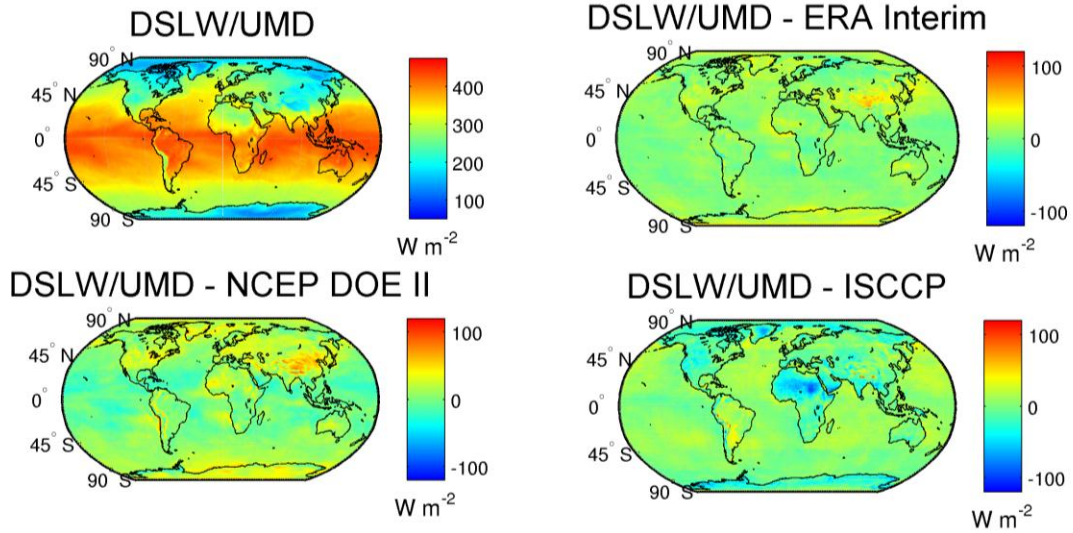 DSLW/UMD
90° N
45° N
0°
45° S
90° S
400
300
200
100
W m⁻²
DSLW/UMD - ERA Interim
90° N
45° N
0°
45° S
90° S
100
0
-100
W m⁻²
DSLW/UMD - NCEP DOE II
90° N
45° N
0°
45° S
90° S
100
0
-100
W m⁻²
DSLW/UMD - ISCCP
90° N
45° N
0°
45° S
90° S
100
0
-100
W m⁻²